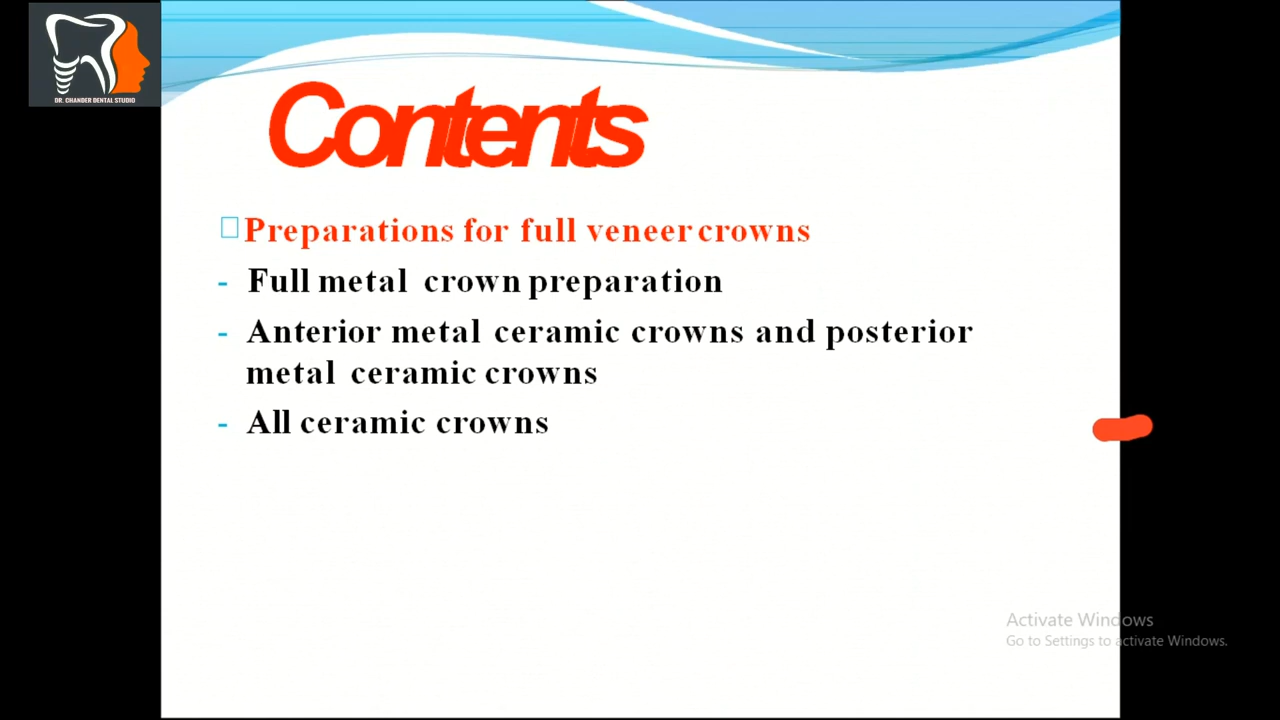 DR. CHANDER DENTAL STUDIO
Contents
Preparations for full veneer crowns
- Full metal crown preparation
- Anterior metal ceramic crowns and posterior
metal ceramic crowns
- All ceramic crowns
Activate Windows
Go to Settings to activate Windows.